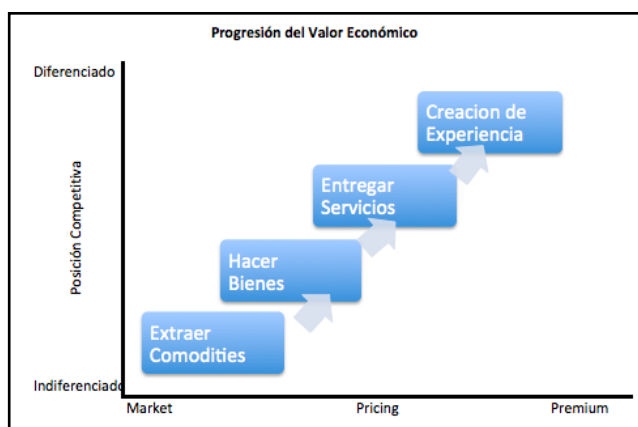 Progresión del Valor Económico
Diferenciado
Creacion de
Experiencia
Entregar
Servicios
Posición Competitiva
Hacer
Bienes
Extraer
Comodities
Indiferenciado
Market
Pricing
Premium